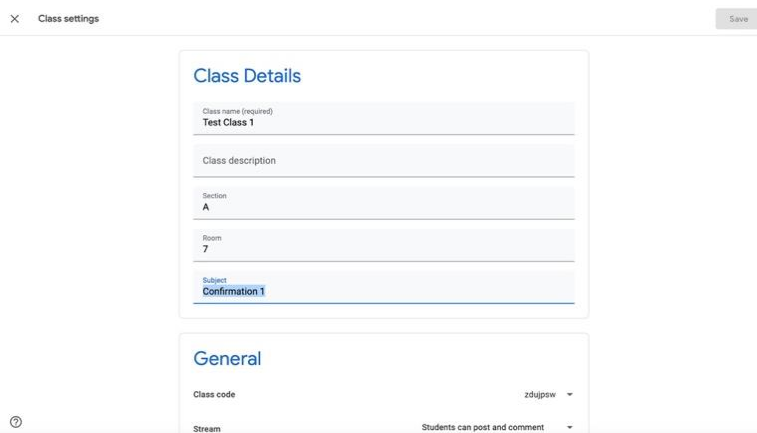 Class settings
Save
Class Details
Class name (required)
Test Class 1
Class description
Section
A
Room
7
Subject
Confirmation 1
General
Class code
zdujpsw
Stream
Students can post and comment